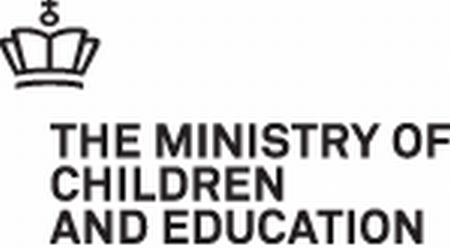 THE MINISTRY OF
CHILDREN
AND EDUCATION